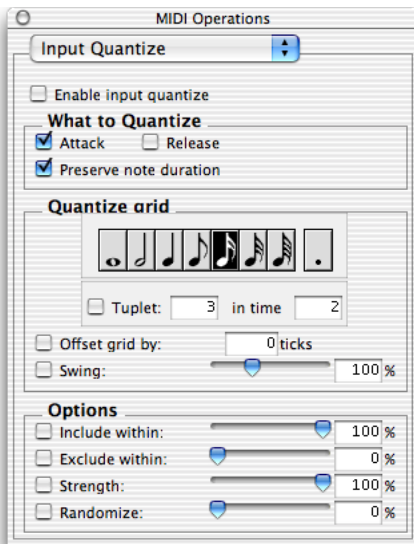 MIDI Operations
Input Quantize
Enable input quantize
What to Quantize
Attack Release
Preserve note duration
Quantize grid
Tuplet: 3 in time 2
Offset grid by: 0 ticks
Swing: 100 %
Options
Include within: 100 %
Exclude within: 0 %
Strength: 100 %
Randomize: 0 %